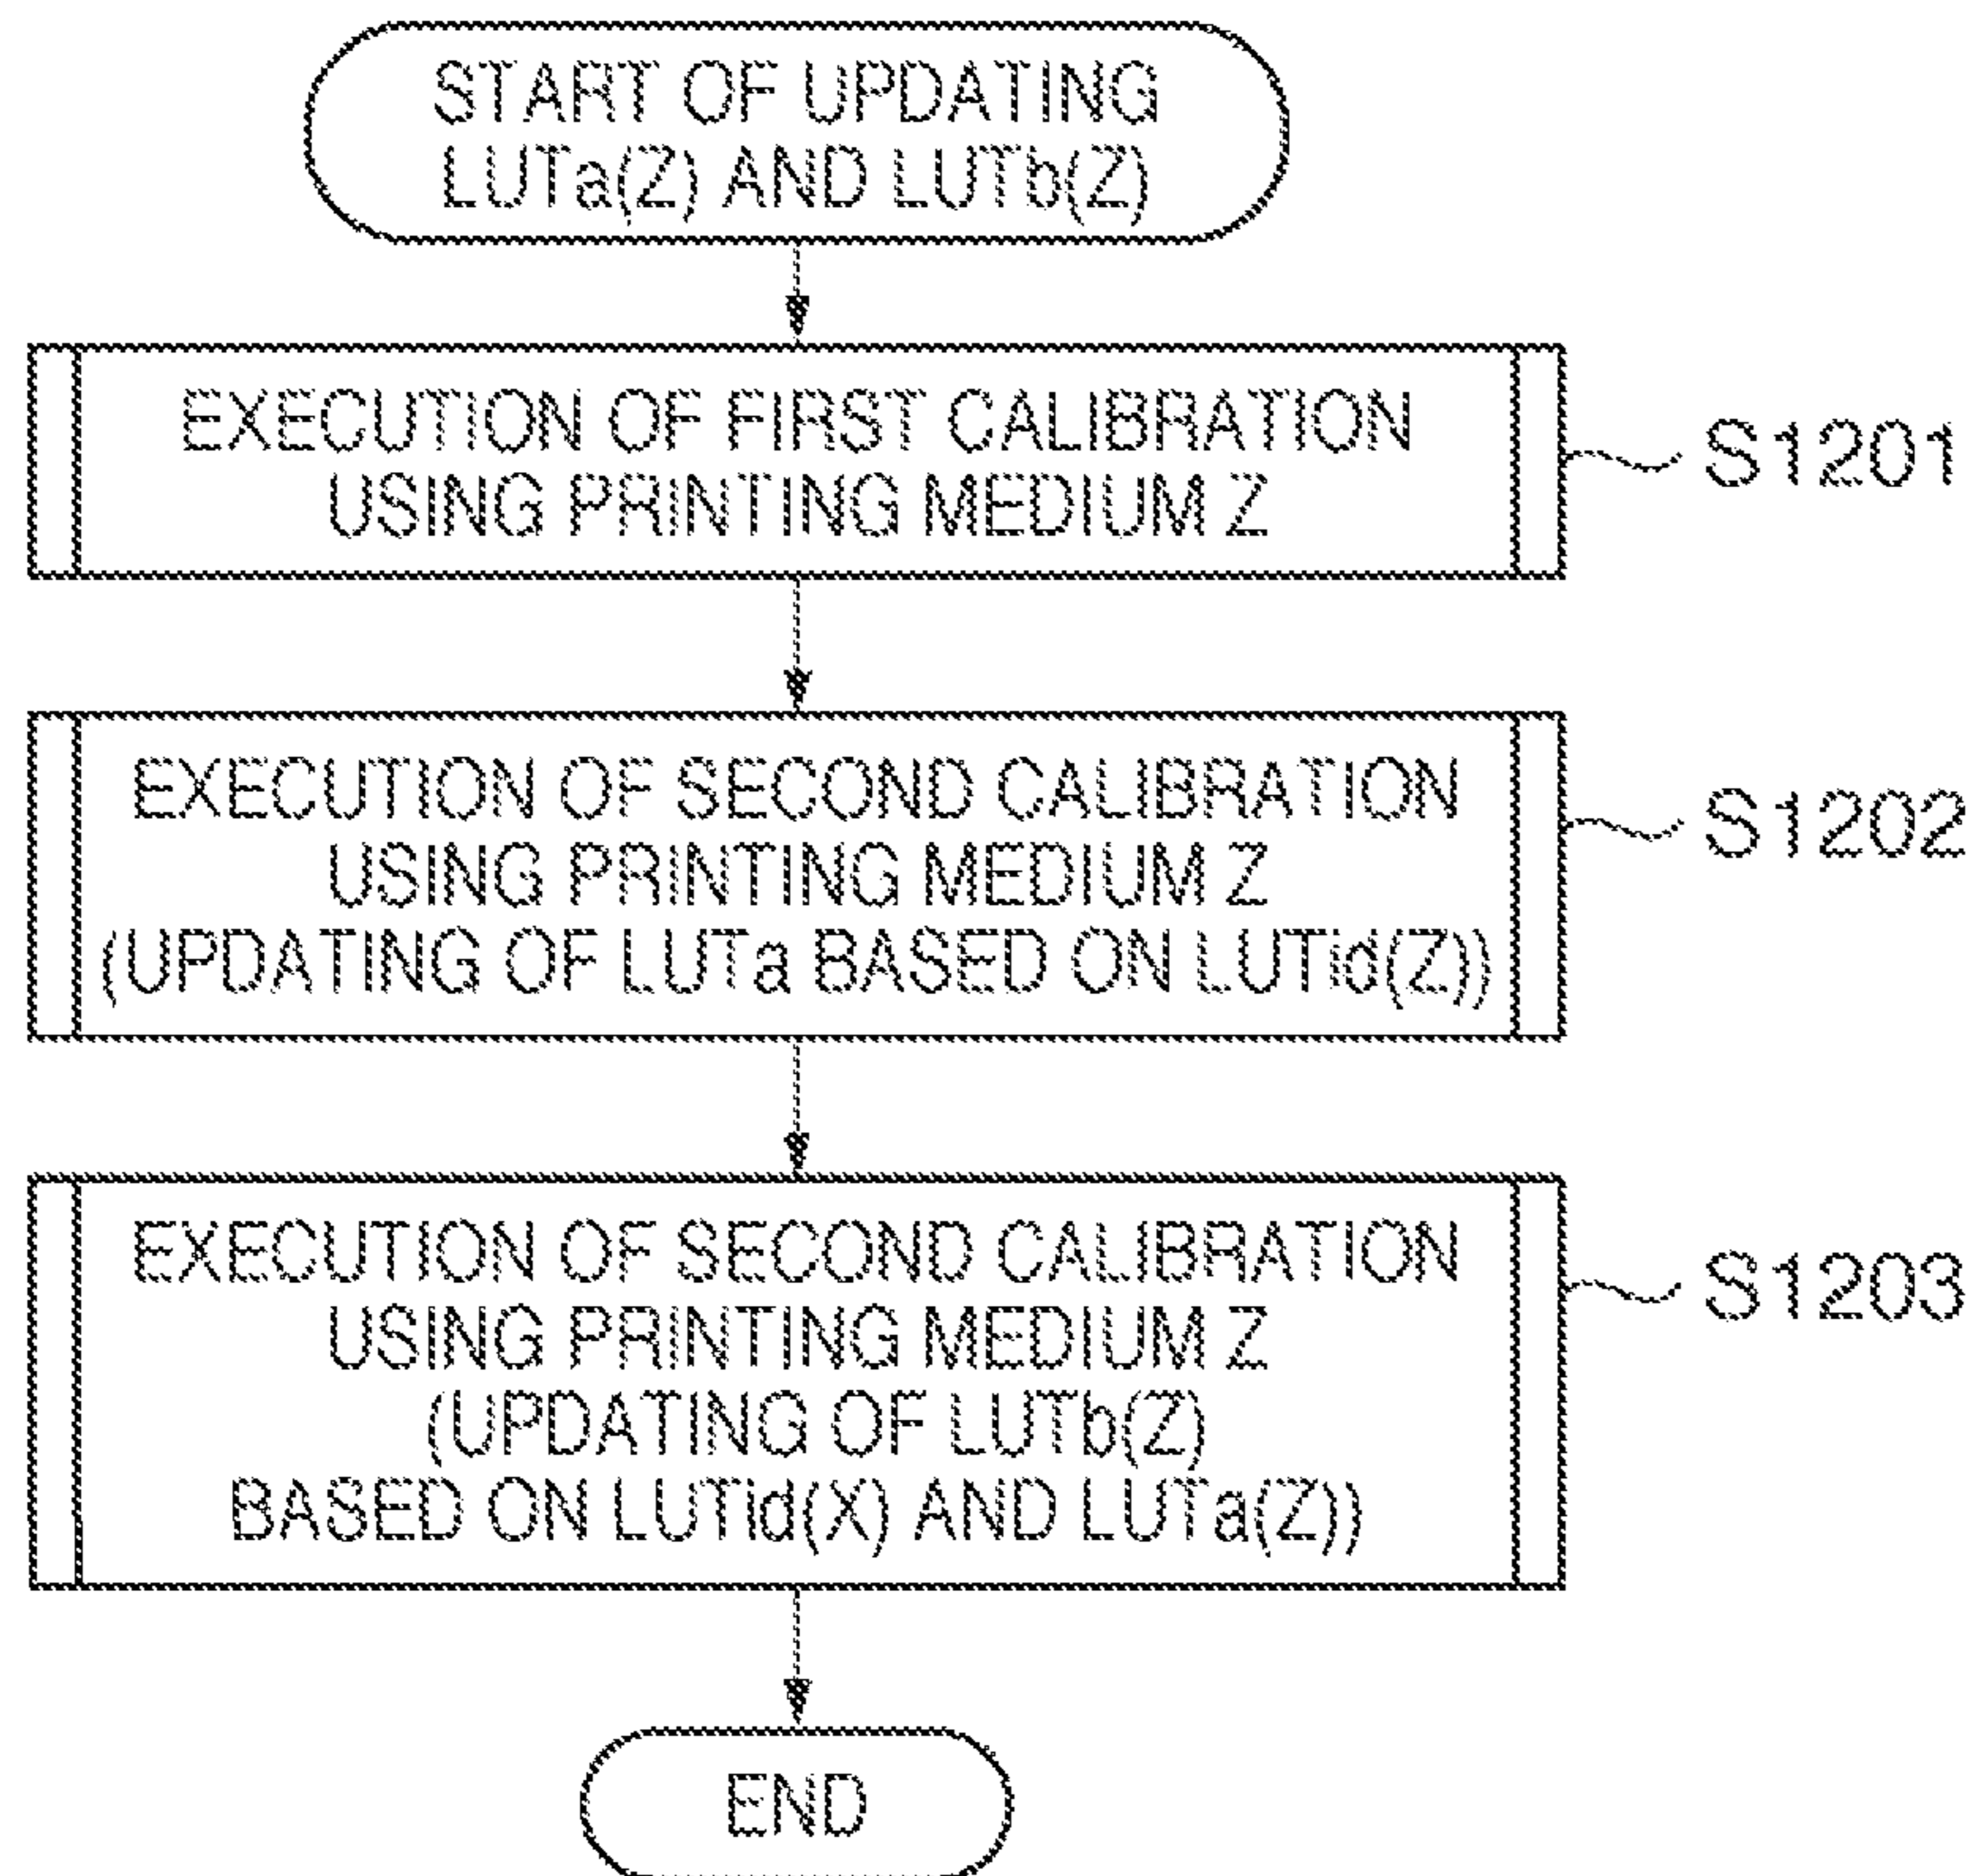 START OF UPDATING
LUTa(Z) AND LUTb(Z)
EXECUTION OF FIRST CALIBRATION
USING PRINTING MEDIUM Z
S1201
EXECUTION OF SECOND CALIBRATION
USING PRINTING MEDIUM Z
(UPDATING OF LUTa BASED ON LUTid(Z))
S1202
EXECUTION OF SECOND CALIBRATION
USING PRINTING MEDIUM Z
(UPDATING OF LUTb(Z)
BASED ON LUTid(X) AND LUTa(Z))
S1203
END